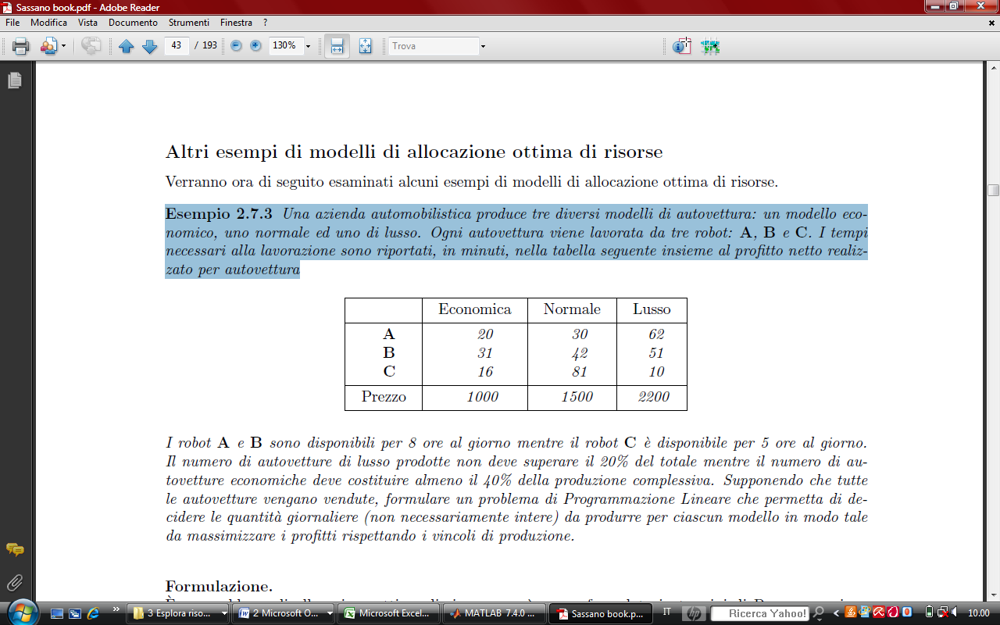 Sassano book.pdf - Adobe Reader
File Modifica Vista Documento Strumenti Finestra ?
43 / 193 130% Trova
Altri esempi di modelli di allocazione ottima di risorse
Verranno ora di seguito esaminati alcuni esempi di modelli di allocazione ottima di risorse.
Esempio 2.7.3 Una azienda automobilistica produce tre diversi modelli di autovettura: un modello eco-
nomico, uno normale ed uno di lusso. Ogni autovettura viene lavorata da tre robot: A, B e C. I tempi
necessari alla lavorazione sono riportati, in minuti, nella tabella seguente insieme al profitto netto realiz-
zato per autovettura
Economica Normale Lusso
A 20 30 62
B 31 42 51
C 16 81 10
Prezzo 1000 1500 2200
I robot A e B sono disponibili per 8 ore al giorno mentre il robot C è disponibile per 5 ore al giorno.
Il numero di autovetture di lusso prodotte non deve superare il 20% del totale mentre il numero di au-
tovetture economiche deve costituire almeno il 40% della produzione complessiva. Supponendo che tutte
le autovetture vengano vendute, formulare un problema di Programmazione Lineare che permetta di de-
cidere le quantità giornaliere (non necessariamente intere) da produrre per ciascun modello in modo tale
da massimizzare i profitti rispettando i vincoli di produzione.
Formulazione.
3 Esplora riso... 2 Microsoft O... Microsoft Excel... MATLAB 7.4.0 ... Sassano book.p... IT hp Ricerca Yahoo! 10.00